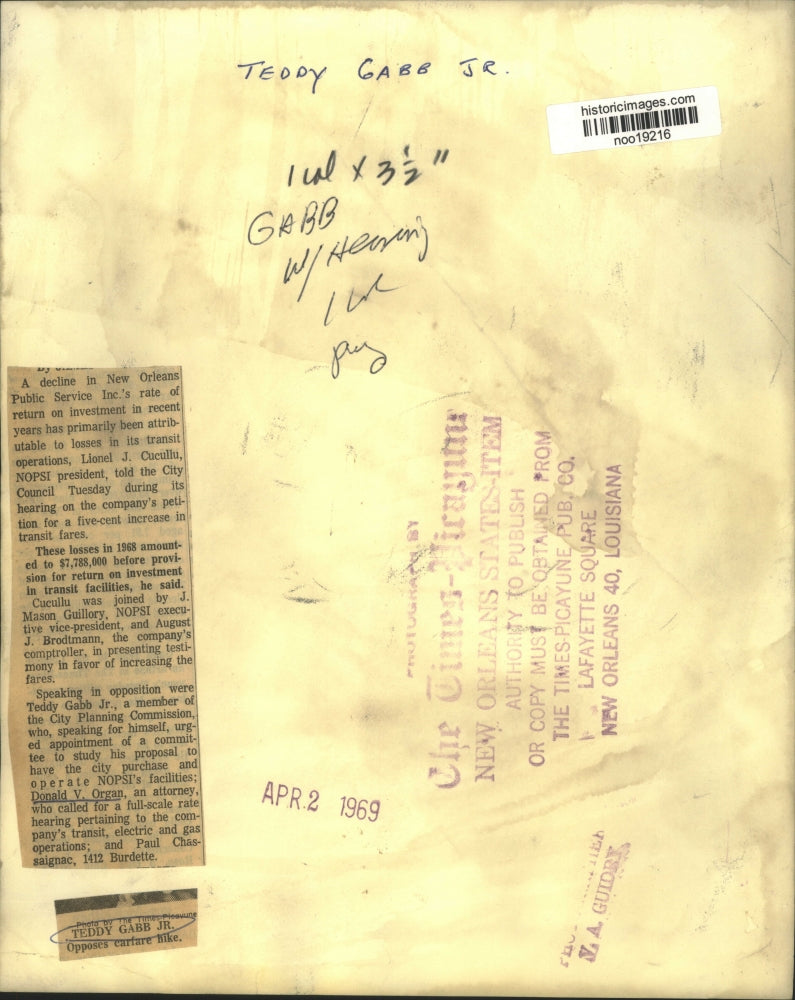 TEDDY GABB JR.
historicimages.com
noo19216
1 col x 3 1/2"
GABB
w/ Hearing
1 col
A decline in New Orleans
Public Service Inc.'s rate of
return on investment in recent
years has primarily been attrib-
utable to losses in its transit
operations, Lionel J. Cucullu,
NOPSI president, told the City
Council Tuesday during its
hearing on the company's peti-
tion for a five-cent increase in
transit fares.
These losses in 1968 amount-
ed to $7,788,000 before provi-
sion for return on investment
in transit facilities, he said.
Cucullu was joined by J.
Mason Guillory, NOPSI execu-
tive vice-president, and August
J. Brodtmann, the company's
comptroller, in presenting testi-
mony in favor of increasing the
fares.
Speaking in opposition were
Teddy Gabb Jr., a member of
the City Planning Commission,
who, speaking for himself, urg-
ed appointment of a commit-
tee to study his proposal to
have the city purchase and
operate NOPSI's facilities;
Donald V. Organ, an attorney,
who called for a full-scale rate
hearing pertaining to the com-
pany's transit, electric and gas
operations; and Paul Chas-
saignac, 1412 Burdette.
Photo by The Times-Picayune
TEDDY GABB JR.
Opposes carfare hike.
APR. 2 1969
PHOTOGRAPH BY
The Times-Picayune
NEW ORLEANS STATES-ITEM
AUTHORITY TO PUBLISH
OR COPY MUST BE OBTAINED FROM
THE TIMES-PICAYUNE PUB. CO.
LAFAYETTE SQUARE
NEW ORLEANS 40, LOUISIANA
A. GUIDRY